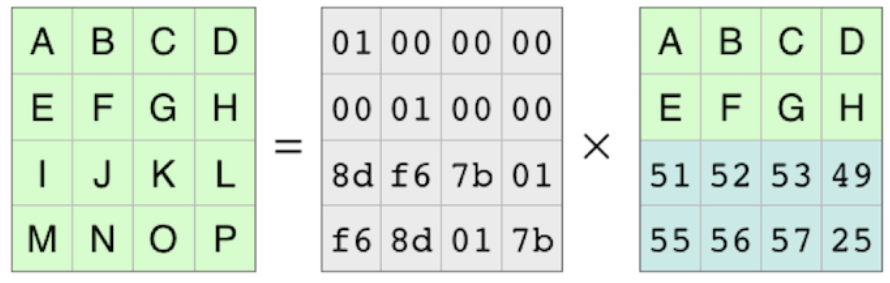 A B C D 01 00 00 00 A B C D
E F G H 00 01 00 00 E F G H
= ×
I J K L 8d f6 7b 01 51 52 53 49
M N O P f6 8d 01 7b 55 56 57 25